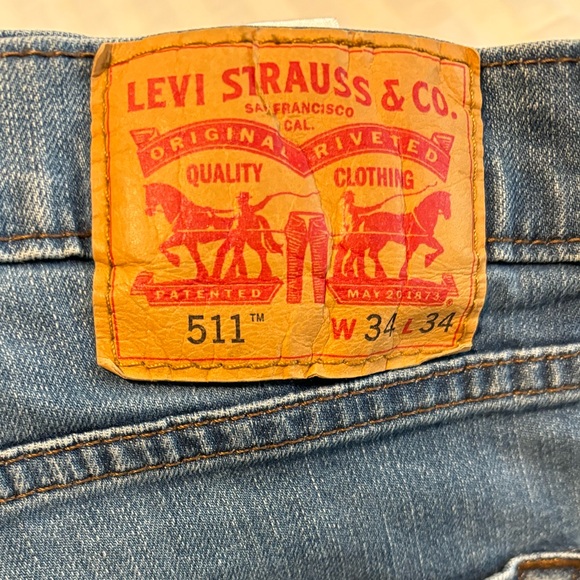 LEVI STRAUSS & CO.
SAN FRANCISCO
CAL.
ORIGINAL RIVETED
QUALITY CLOTHING
PATENTED MAY 20 1873
511™ W 34 L 34